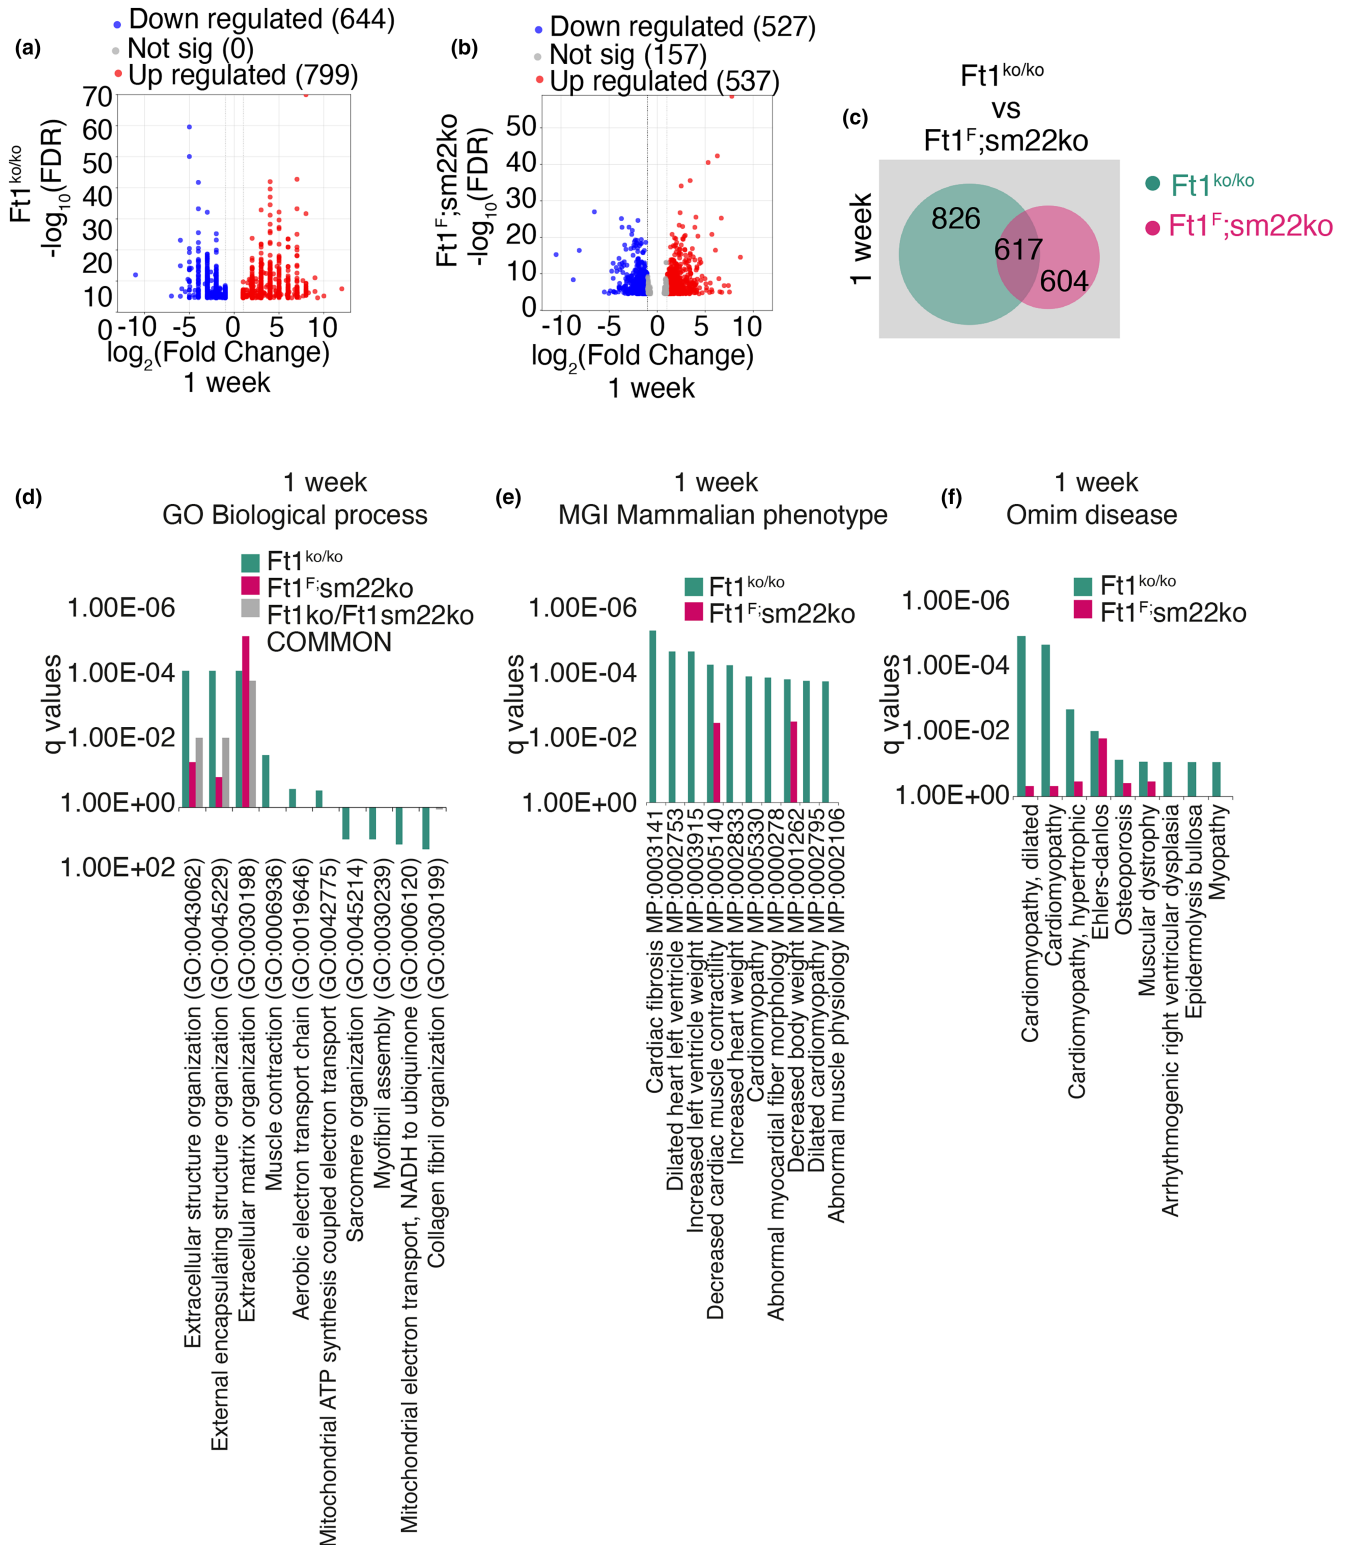 (a)
Down regulated (644)
Not sig (0)
Up regulated (799)
Ft1ko/ko
-log10(FDR)
70
60
50
40
30
20
10
0
-10 -5 0 5 10
log2(Fold Change)
1 week
(b)
Down regulated (527)
Not sig (157)
Up regulated (537)
Ft1F;sm22ko
-log10(FDR)
50
40
30
20
10
0
-10 -5 0 5 10
log2(Fold Change)
1 week
(c)
Ft1ko/ko
vs
Ft1F;sm22ko
1 week
826
617
604
Ft1ko/ko
Ft1F;sm22ko
(d)
1 week
GO Biological process
Ft1ko/ko
Ft1F;sm22ko
Ft1ko/Ft1sm22ko
COMMON
q values
1.00E-06
1.00E-04
1.00E-02
1.00E+00
1.00E+02
Extracellular structure organization (GO:0043062)
External encapsulating structure organization (GO:0045229)
Extracellular matrix organization (GO:0030198)
Muscle contraction (GO:0006936)
Aerobic electron transport chain (GO:0019646)
Mitochondrial ATP synthesis coupled electron transport (GO:0042775)
Sarcomere organization (GO:0045214)
Myofibril assembly (GO:0030239)
Mitochondrial electron transport, NADH to ubiquinone (GO:0006120)
Collagen fibril organization (GO:0030199)
(e)
1 week
MGI Mammalian phenotype
Ft1ko/ko
Ft1F;sm22ko
q values
1.00E-06
1.00E-04
1.00E-02
1.00E+00
Cardiac fibrosis MP:0003141
Dilated heart left ventricle MP:0002753
Increased left ventricle weight MP:0003915
Decreased cardiac muscle contractility MP:0005140
Increased heart weight MP:0002833
Cardiomyopathy MP:0005330
Abnormal myocardial fiber morphology MP:0000278
Decreased body weight MP:0001262
Dilated cardiomyopathy MP:0002795
Abnormal muscle physiology MP:0002106
(f)
1 week
Omim disease
Ft1ko/ko
Ft1F;sm22ko
q values
1.00E-06
1.00E-04
1.00E-02
1.00E+00
Cardiomyopathy, dilated
Cardiomyopathy
Cardiomyopathy, hypertrophic
Ehlers-danlos
Osteoporosis
Muscular dystrophy
Arrhythmogenic right ventricular dysplasia
Epidermolysis bullosa
Myopathy